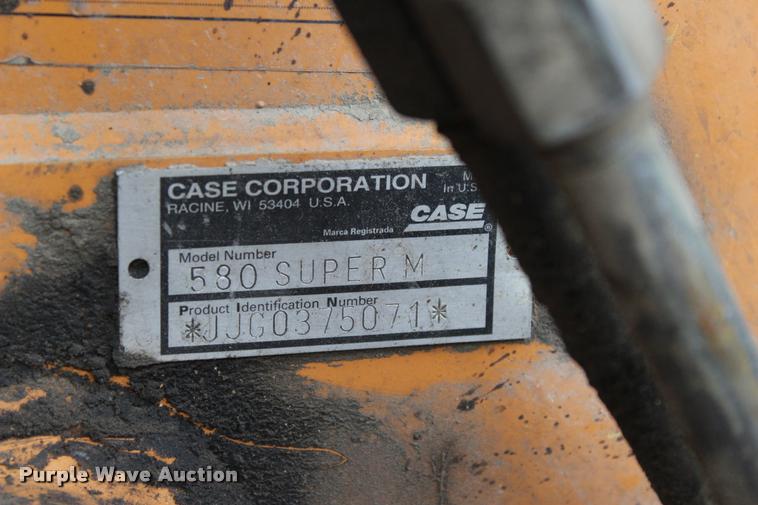 CASE CORPORATION
RACINE, WI 53404 U.S.A.
CASE®
Marca Registrada
Model Number
580 SUPER M
Product Identification Number
*JJG0375071*
Purple Wave Auction